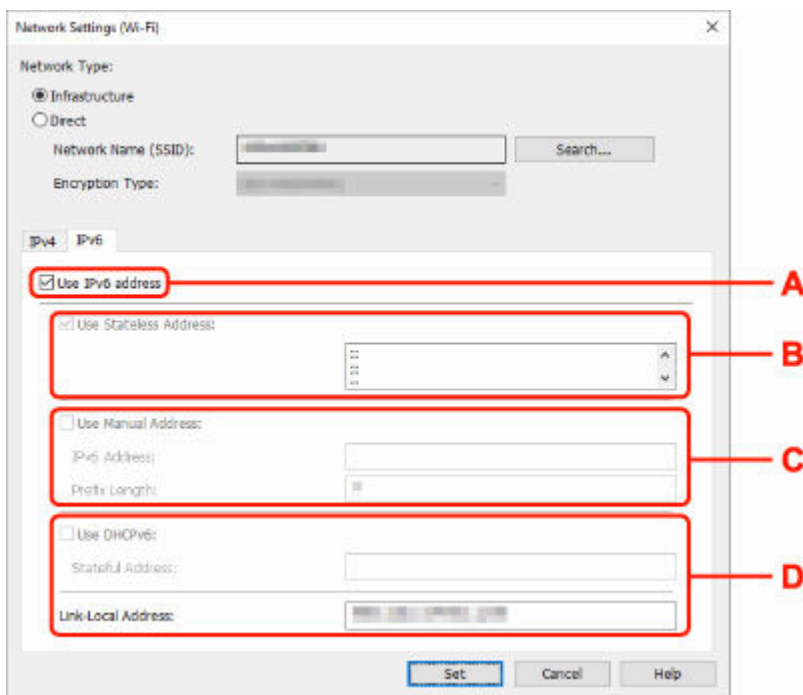 Network Settings (Wi-Fi)
Network Type:
Infrastructure
Direct
Network Name (SSID):
Search....
Encryption Type:
IPv4 IPv6
Use IPv6 address
A
Use Stateless Address:
::
::
::
B
Use Manual Address:
IPv6 Address:
Prefix Length:
C
Use DHCPv6:
Stateful Address:
D
Link-Local Address:
Set Cancel Help